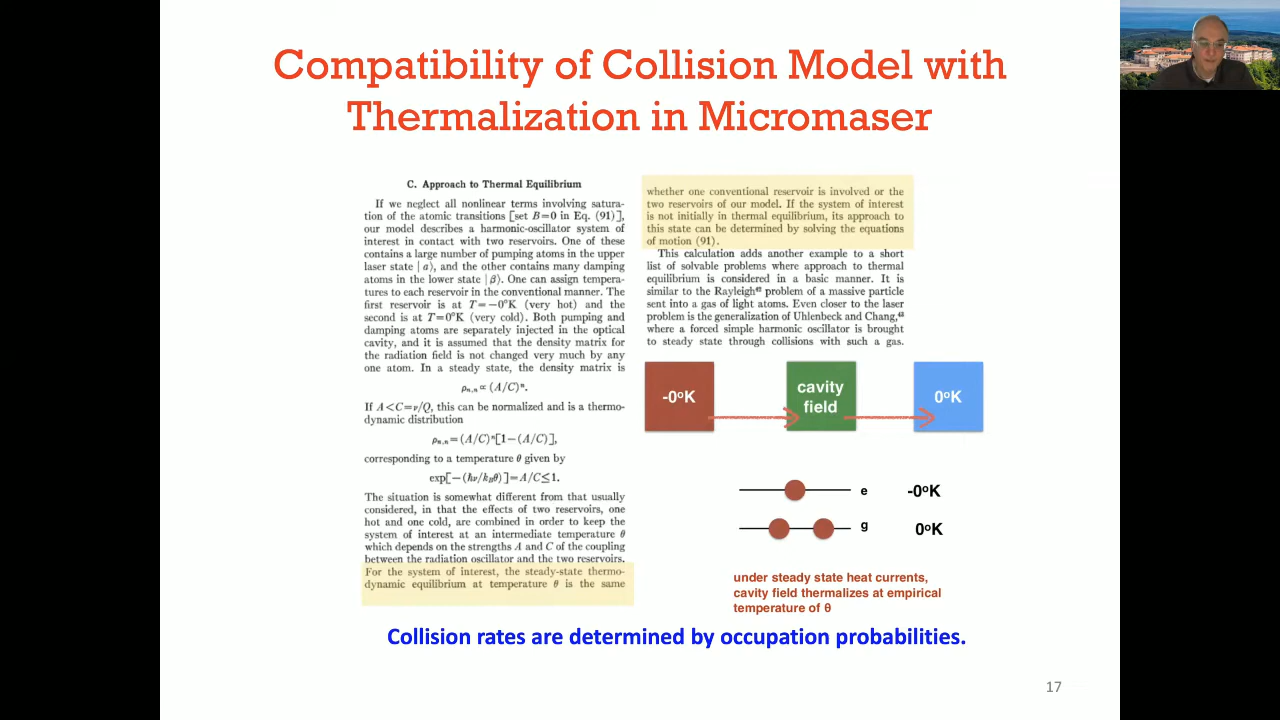 Compatibility of Collision Model with
Thermalization in Micromaser
C. Approach to Thermal Equilibrium
If we neglect all nonlinear terms involving satura-
tion of the atomic transitions [set B=0 in Eq. (91)],
our model describes a harmonic-oscillator system of
interest in contact with two reservoirs. One of these
contains a large number of pumping atoms in the upper
laser state |a⟩, and the other contains many damping
atoms in the lower state |β⟩. One can assign tempera-
tures to each reservoir in the conventional manner. The
first reservoir is at T=−0°K (very hot) and the
second is at T=0°K (very cold). Both pumping and
damping atoms are separately injected in the optical
cavity, and it is assumed that the density matrix for
the radiation field is not changed very much by any
one atom. In a steady state, the density matrix is
ρn,n ∝ (A/C)ⁿ.
If A<C=ν/Q, this can be normalized and is a thermo-
dynamic distribution
ρn,n=(A/C)ⁿ[1−(A/C)],
corresponding to a temperature θ given by
exp[−(ħν/kBθ)]=A/C≤1.
The situation is somewhat different from that usually
considered, in that the effects of two reservoirs, one
hot and one cold, are combined in order to keep the
system of interest at an intermediate temperature θ
which depends on the strengths A and C of the coupling
between the radiation oscillator and the two reservoirs.
For the system of interest, the steady-state thermo-
dynamic equilibrium at temperature θ is the same
whether one conventional reservoir is involved or the
two reservoirs of our model. If the system of interest
is not initially in thermal equilibrium, its approach to
this state can be determined by solving the equations
of motion (91).
This calculation adds another example to a short
list of solvable problems where approach to thermal
equilibrium is considered in a basic manner. It is
similar to the Rayleigh problem of a massive particle
sent into a gas of light atoms. Even closer to the laser
problem is the generalization of Uhlenbeck and Chang,
where a forced simple harmonic oscillator is brought
to steady state through collisions with such a gas.
-0ºK
cavity
field
0ºK
e -0ºK
g 0ºK
under steady state heat currents,
cavity field thermalizes at empirical
temperature of θ
Collision rates are determined by occupation probabilities.
17